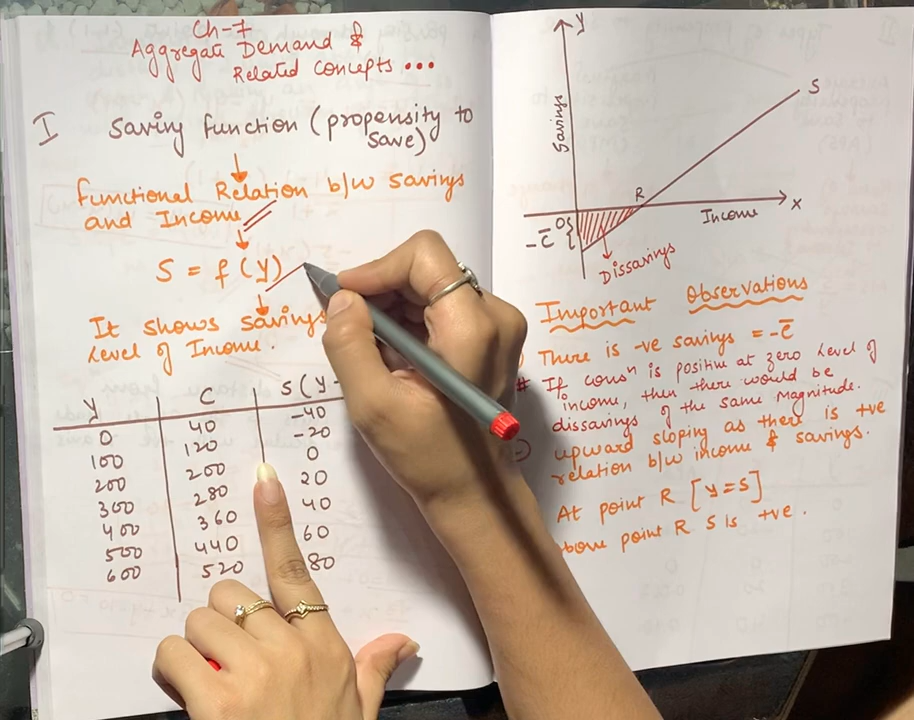 Ch-7
Aggregate Demand &
Related concepts •••
I Saving function (propensity to
save)
functional Relation b/w savings
and Income
S = f (Y)
It shows savings
Level of Income.
Y C S (Y -
0 40 -40
100 120 -20
200 200 0
300 280 20
400 360 40
500 440 60
600 520 80
Y
Savings
S
R
O
-C̅
Income
X
Dissavings
Important Observations
There is -ve savings = -C̅
# If consⁿ is positive at zero level of
income, then there would be
dissavings of the same magnitude.
upward sloping as there is +ve
relation b/w income & savings.
At point R [Y=S]
point R S is +ve.